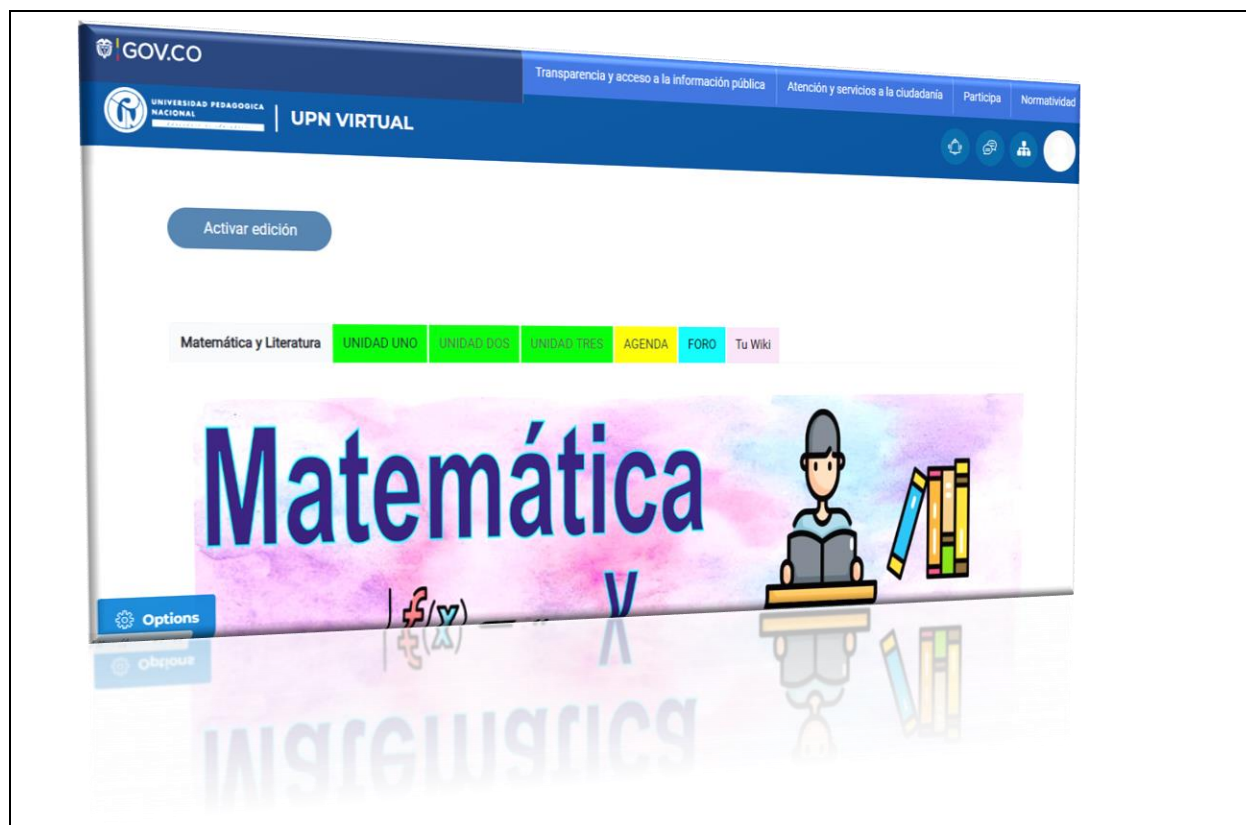 GOV.CO
Transparencia y acceso a la información pública
Atención y servicios a la ciudadanía
Participa
Normatividad
UNIVERSIDAD PEDAGOGICA
NACIONAL
UPN VIRTUAL
Activar edición
Matemática y Literatura
UNIDAD UNO
UNIDAD DOS
UNIDAD TRES
AGENDA
FORO
Tu Wiki
Matemática
y
f(x)
Options